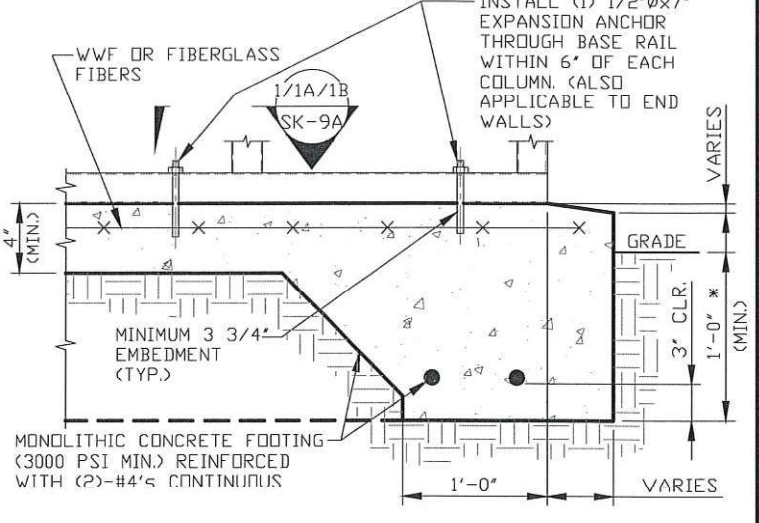 INSTALL (1) 1/2"Øx7"
EXPANSION ANCHOR
THROUGH BASE RAIL
WITHIN 6" OF EACH
COLUMN. (ALSO
APPLICABLE TO END
WALLS)
WWF OR FIBERGLASS
FIBERS
1/1A/1B
SK-9A
VARIES
4"
(MIN.)
GRADE
3" CLR.
1'-0" *
(MIN.)
MINIMUM 3 3/4"
EMBEDMENT
(TYP.)
MONOLITHIC CONCRETE FOOTING
(3000 PSI MIN.) REINFORCED
WITH (2)-#4's CONTINUOUS
1'-0"
VARIES